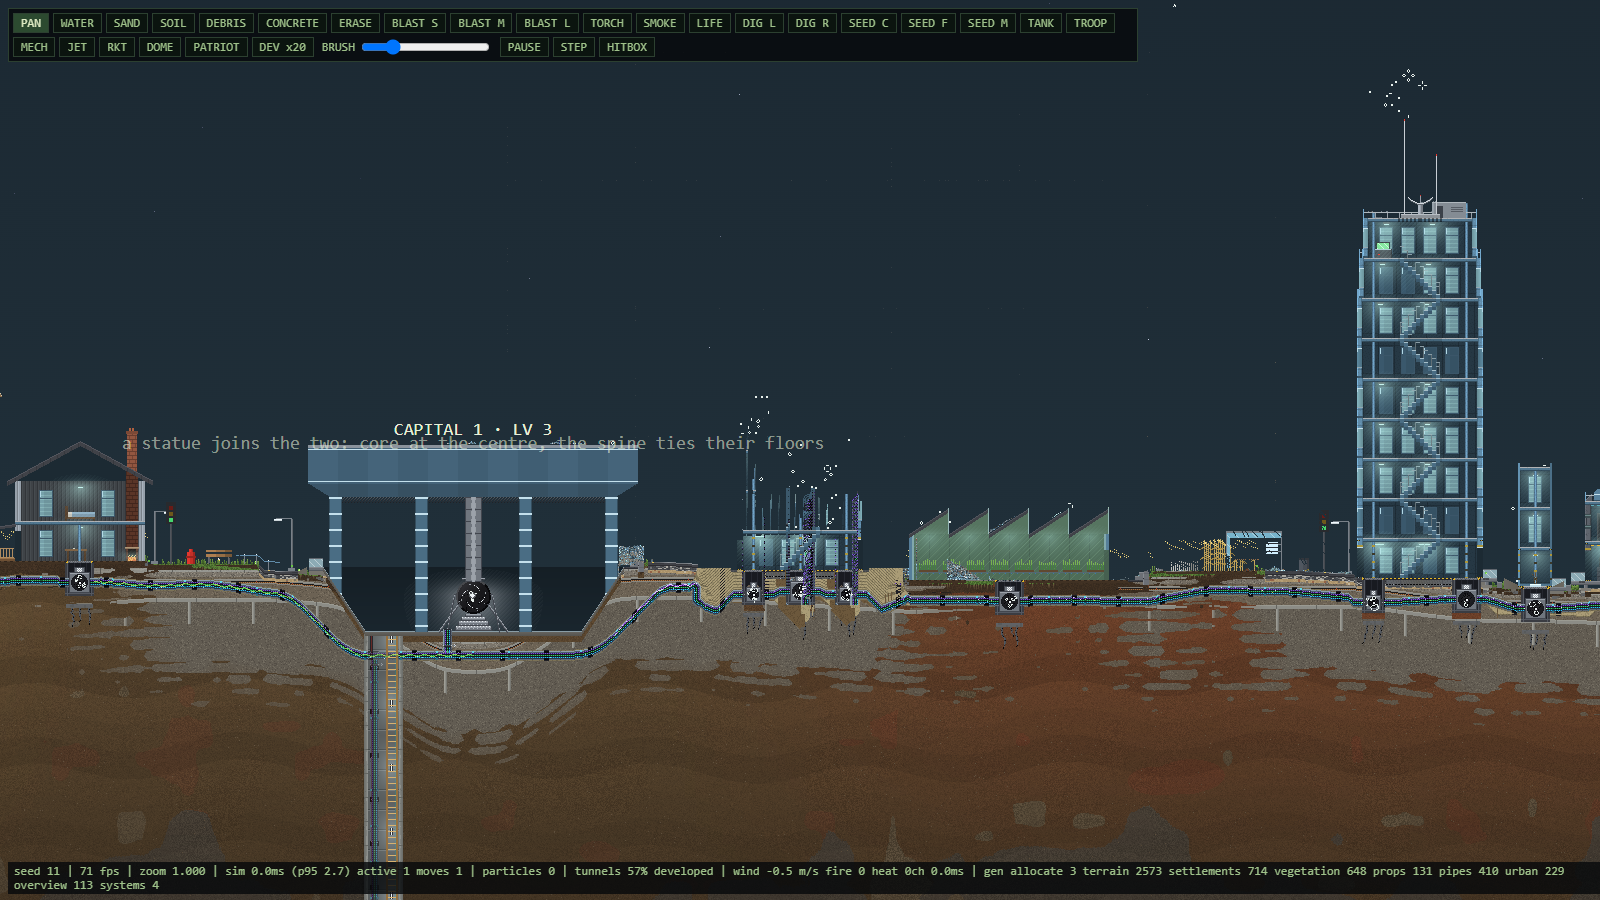 PAN WATER SAND SOIL DEBRIS CONCRETE ERASE BLAST S BLAST M BLAST L TORCH SMOKE LIFE DIG L DIG R SEED C SEED F SEED M TANK TROOP
MECH JET RKT DOME PATRIOT DEV x20 BRUSH PAUSE STEP HITBOX
CAPITAL 1 · LV 3
a statue joins the two: core at the centre, the spine ties their floors
seed 11 | 71 fps | zoom 1.000 | sim 0.0ms (p95 2.7) active 1 moves 1 | particles 0 | tunnels 57% developed | wind -0.5 m/s fire 0 heat 0ch 0.0ms | gen allocate 3 terrain 2573 settlements 714 vegetation 648 props 131 pipes 410 urban 229
overview 113 systems 4